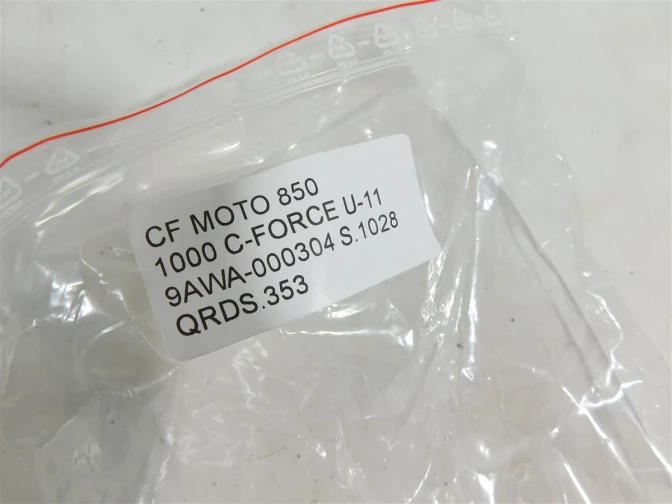 CF MOTO 850
1000 C-FORCE U-11
9AWA-000304 S.1028
QRDS.353